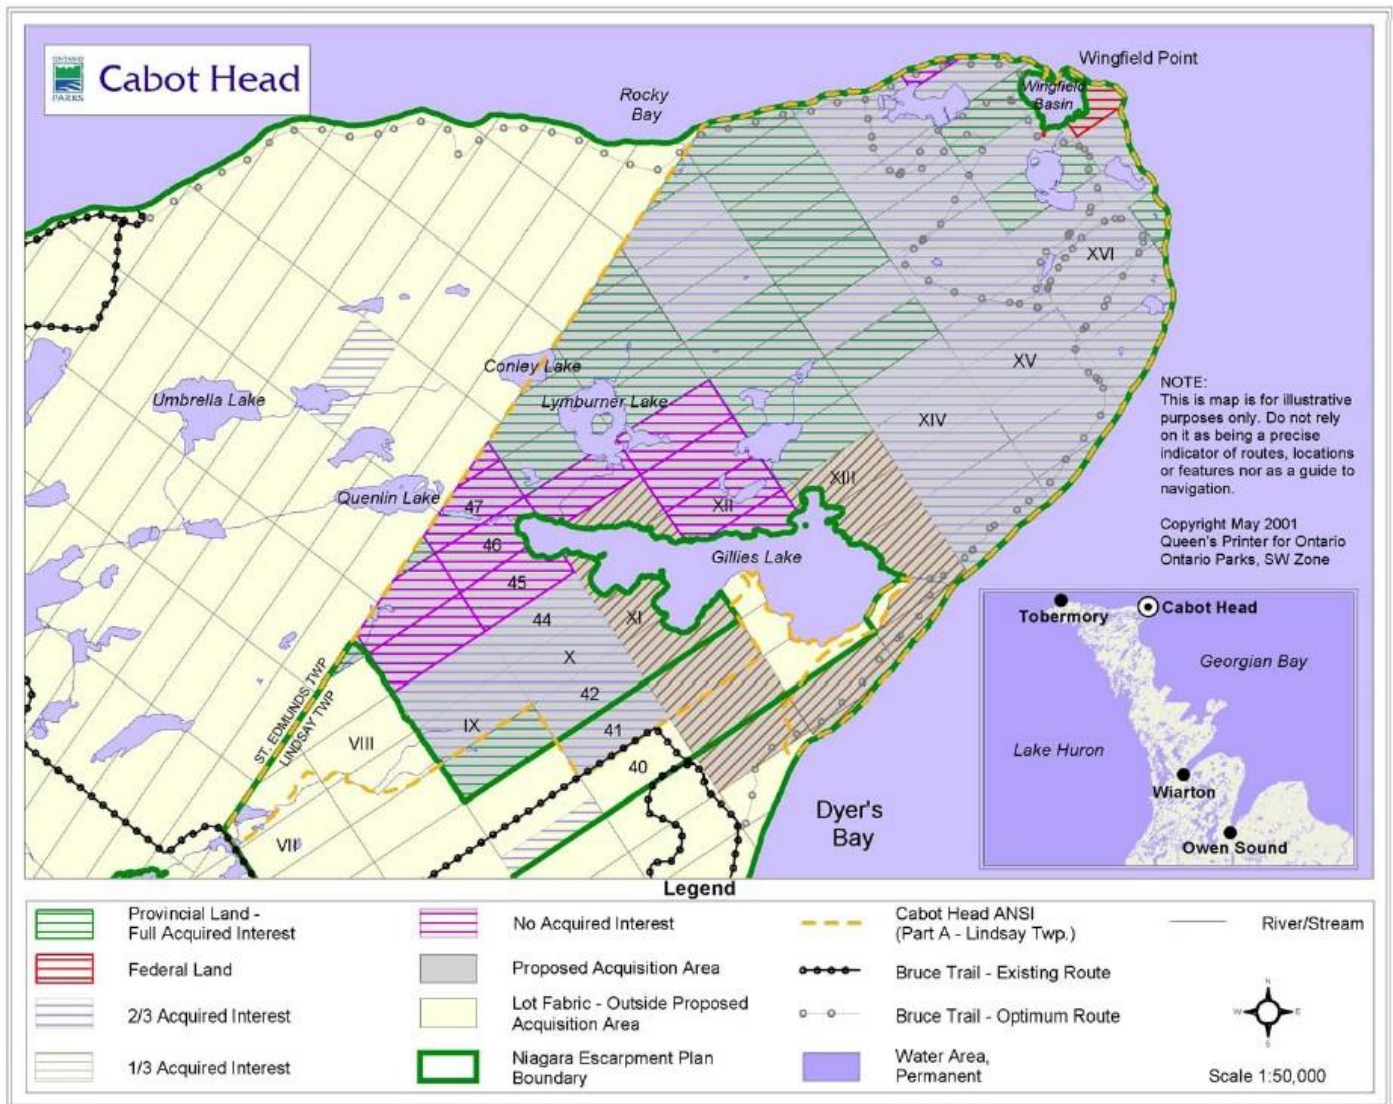 ONTARIO
PARKS
Cabot Head
Rocky
Bay
Wingfield Point
Wingfield
Basin
XVI
Conley Lake
Umbrella Lake
Lymburner Lake
XV
XIV
NOTE:
This is map is for illustrative
purposes only. Do not rely
on it as being a precise
indicator of routes, locations
or features nor as a guide to
navigation.
Copyright May 2001
Queen's Printer for Ontario
Ontario Parks, SW Zone
Quenlin Lake
XIII
XII
47
46
45
44
Gillies Lake
XI
X
42
41
40
IX
VIII
VII
ST. EDMUNDS TWP
LINDSAY TWP
Dyer's
Bay
Tobermory
Cabot Head
Georgian Bay
Lake Huron
Wiarton
Owen Sound
Legend
Provincial Land -
Full Acquired Interest
Federal Land
2/3 Acquired Interest
1/3 Acquired Interest
No Acquired Interest
Proposed Acquisition Area
Lot Fabric - Outside Proposed
Acquisition Area
Niagara Escarpment Plan
Boundary
Cabot Head ANSI
(Part A - Lindsay Twp.)
Bruce Trail - Existing Route
Bruce Trail - Optimum Route
Water Area,
Permanent
River/Stream
N
W E
S
Scale 1:50,000